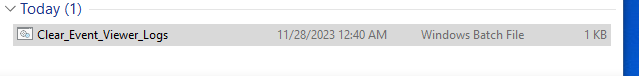 Today (1)
Clear_Event_Viewer_Logs 11/28/2023 12:40 AM Windows Batch File 1 KB